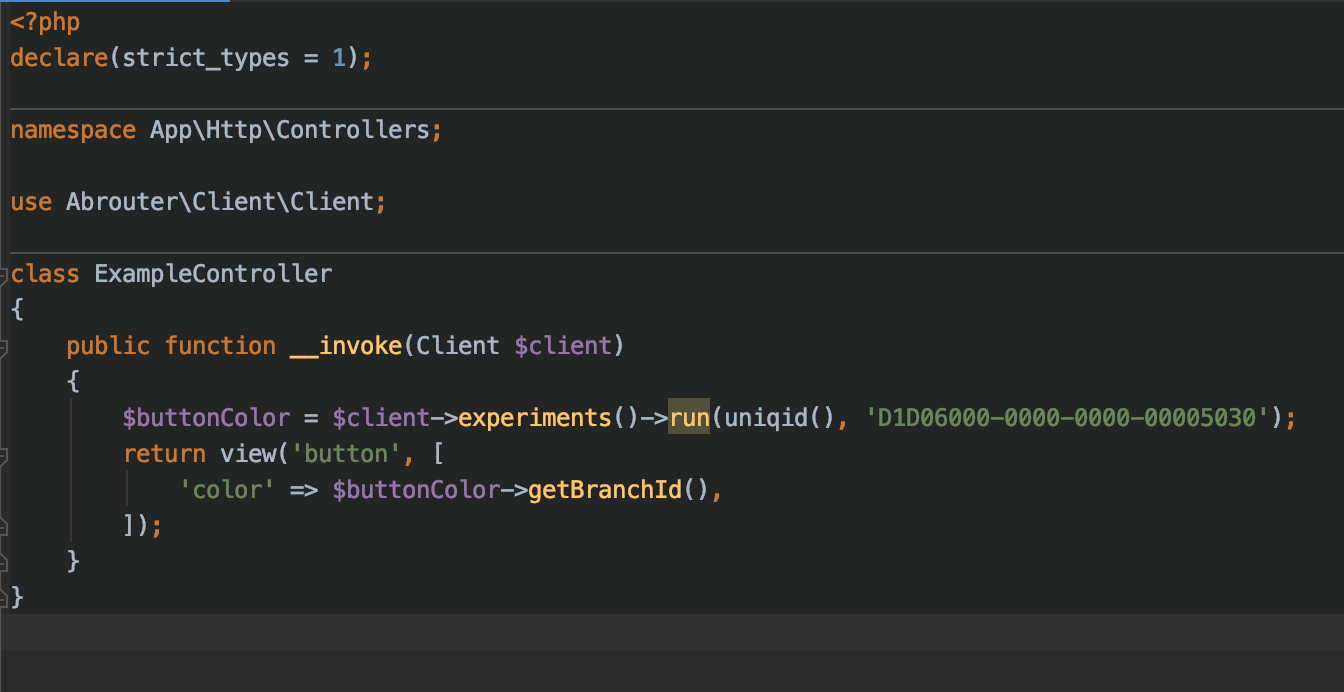 <?php
declare(strict_types = 1);
namespace App\Http\Controllers;
use Abrouter\Client\Client;
class ExampleController
{
    public function __invoke(Client $client)
    {
        $buttonColor = $client->experiments()->run(uniqid(), 'D1D06000-0000-0000-00005030');
        return view('button', [
            'color' => $buttonColor->getBranchId(),
        ]);
    }
}